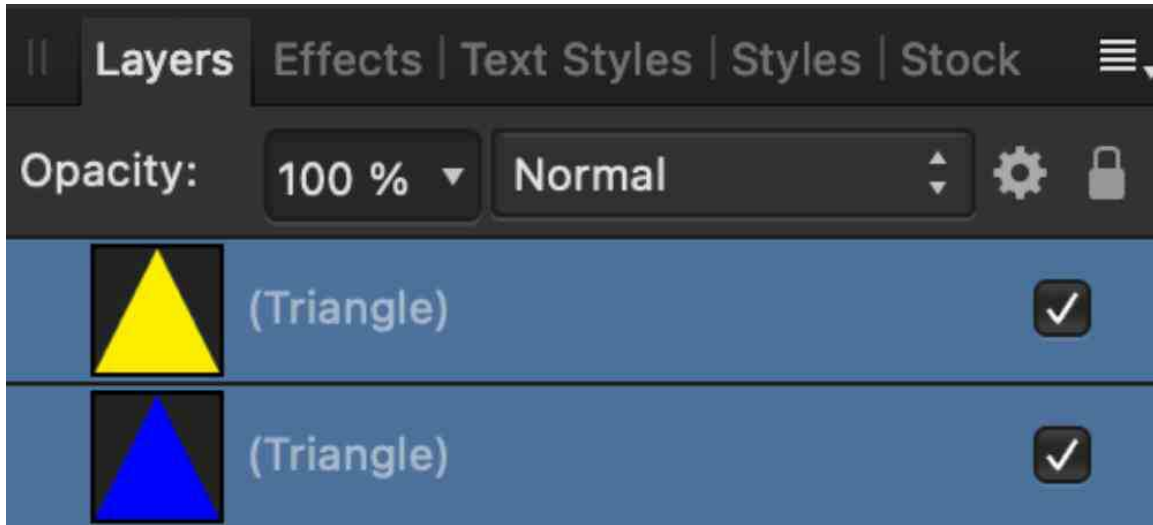 Layers Effects | Text Styles | Styles | Stock
Opacity: 100 % Normal
(Triangle)
(Triangle)